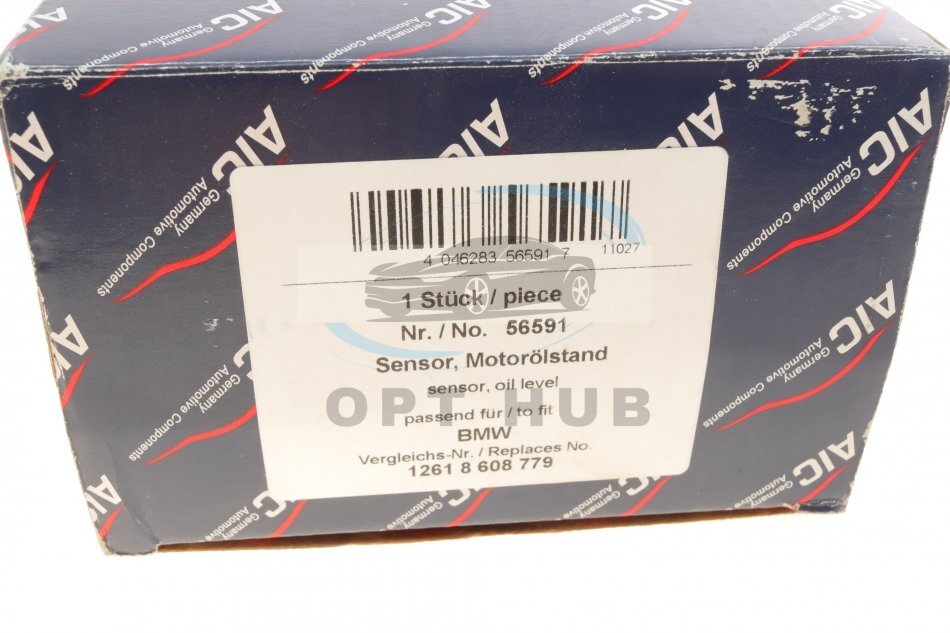 AIC
Germany
Automotive Components
4 046283 56591 7
11027
1 Stück / piece
Nr. / No. 56591
Sensor, Motorölstand
sensor, oil level
OPT HUB
passend für / to fit
BMW
Vergleichs-Nr. / Replaces No.
1261 8 608 779